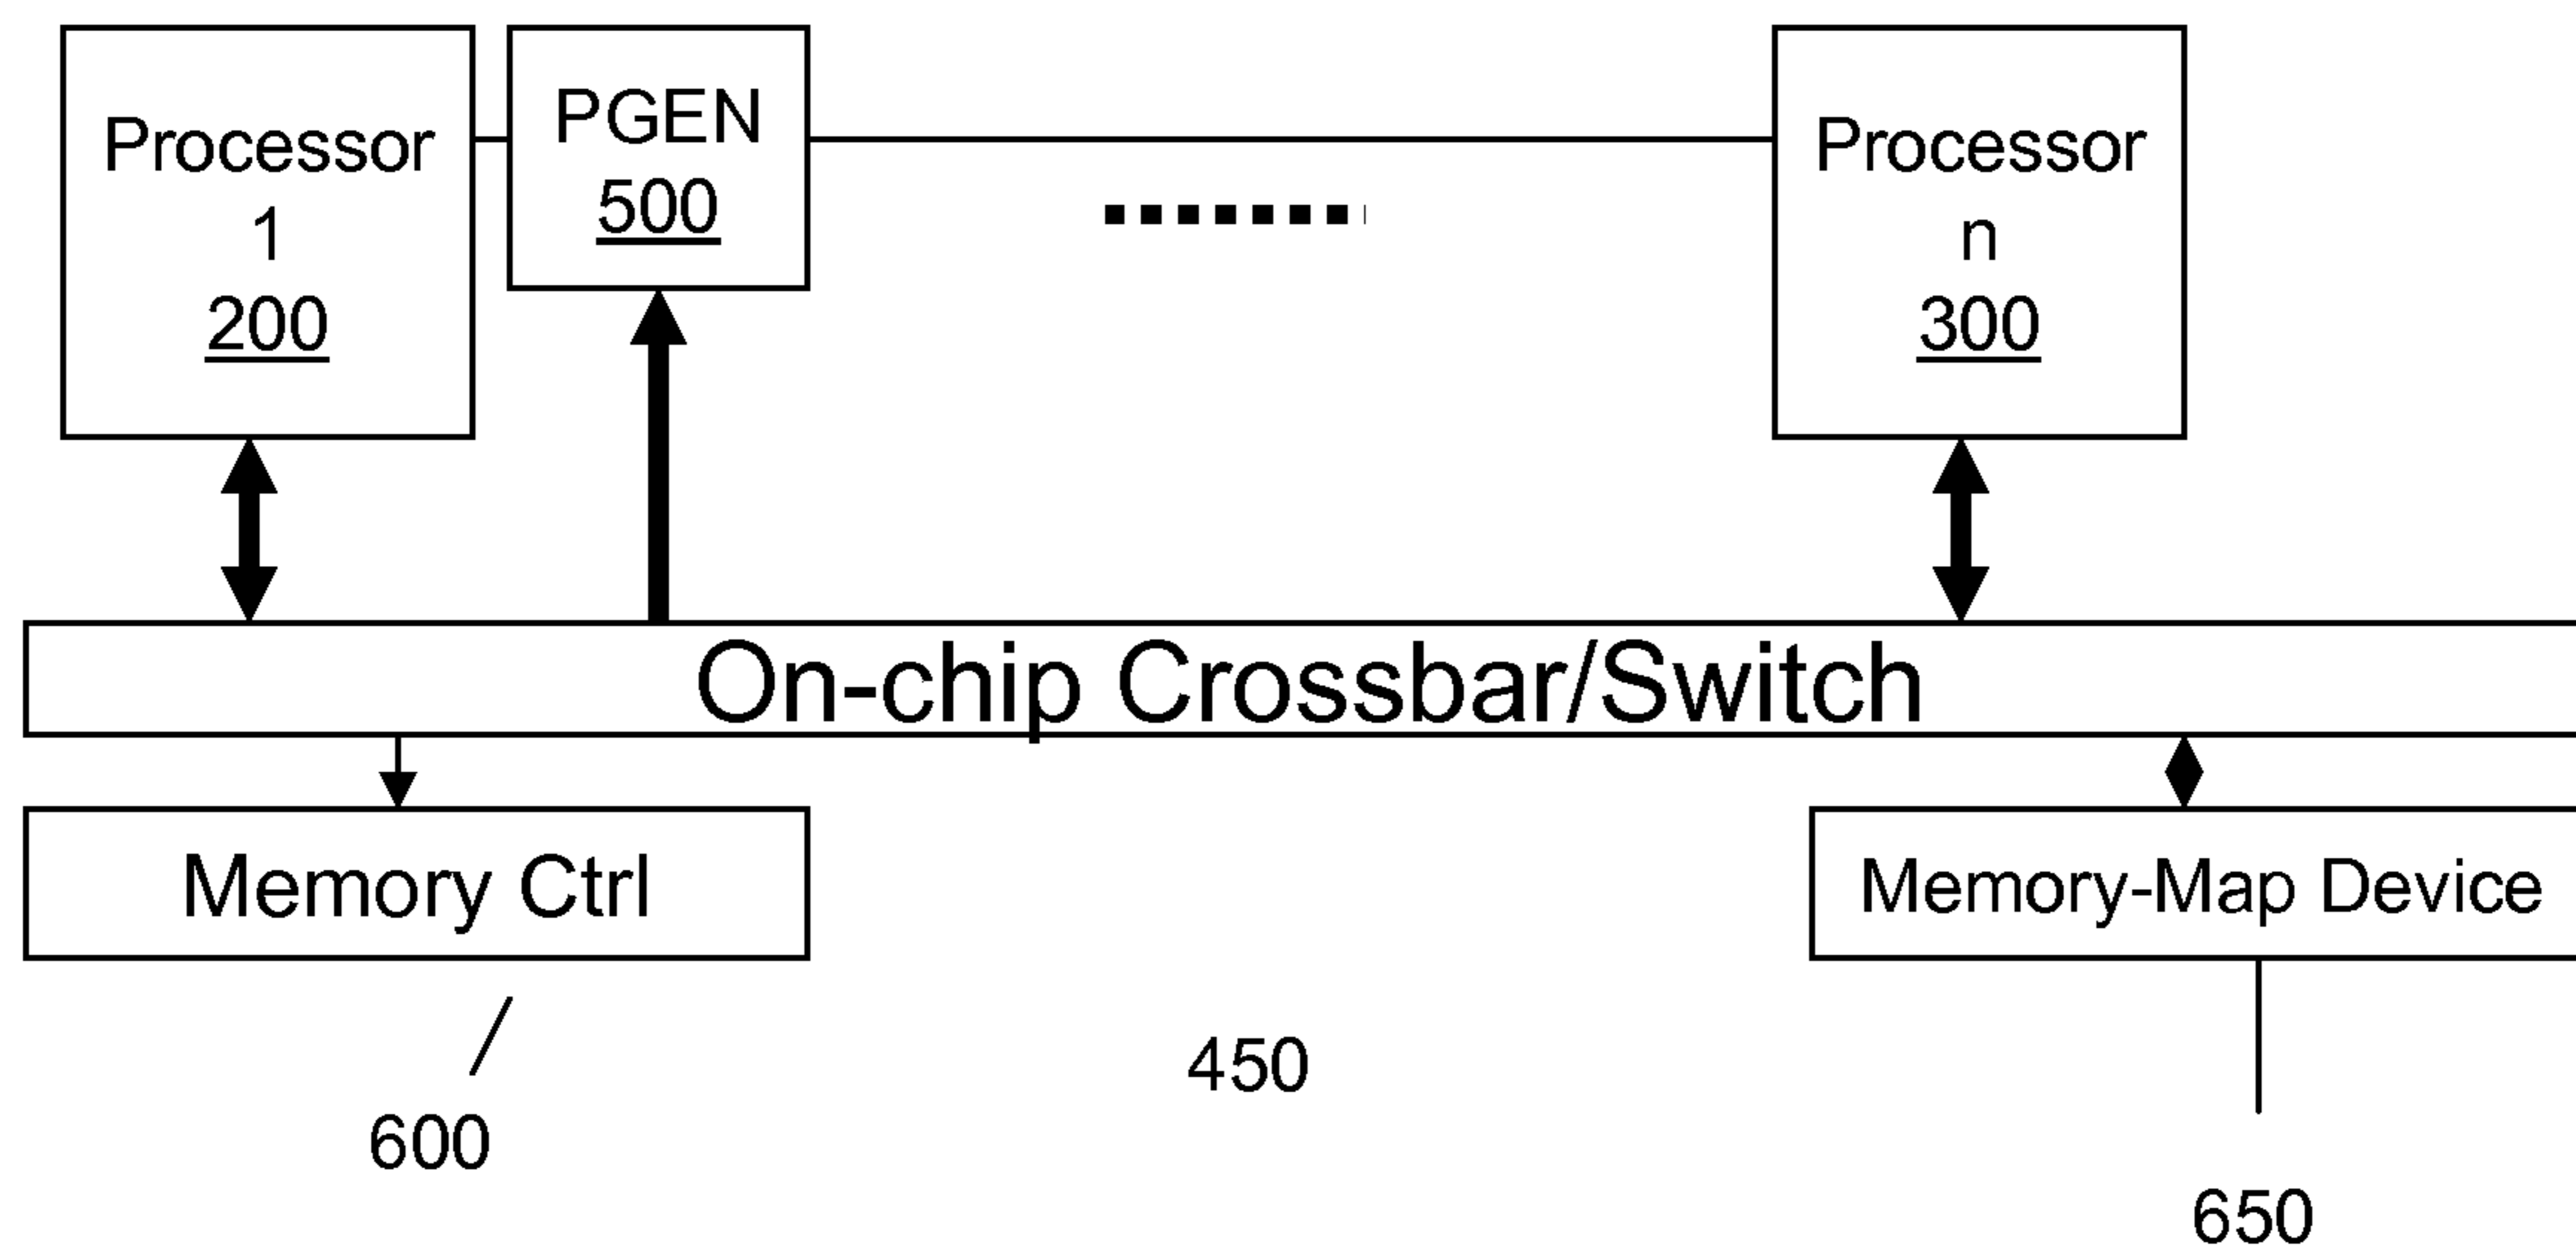 Processor
1
200
PGEN
500
Processor
n
300
On-chip Crossbar/Switch
Memory Ctrl
Memory-Map Device
600
450
650